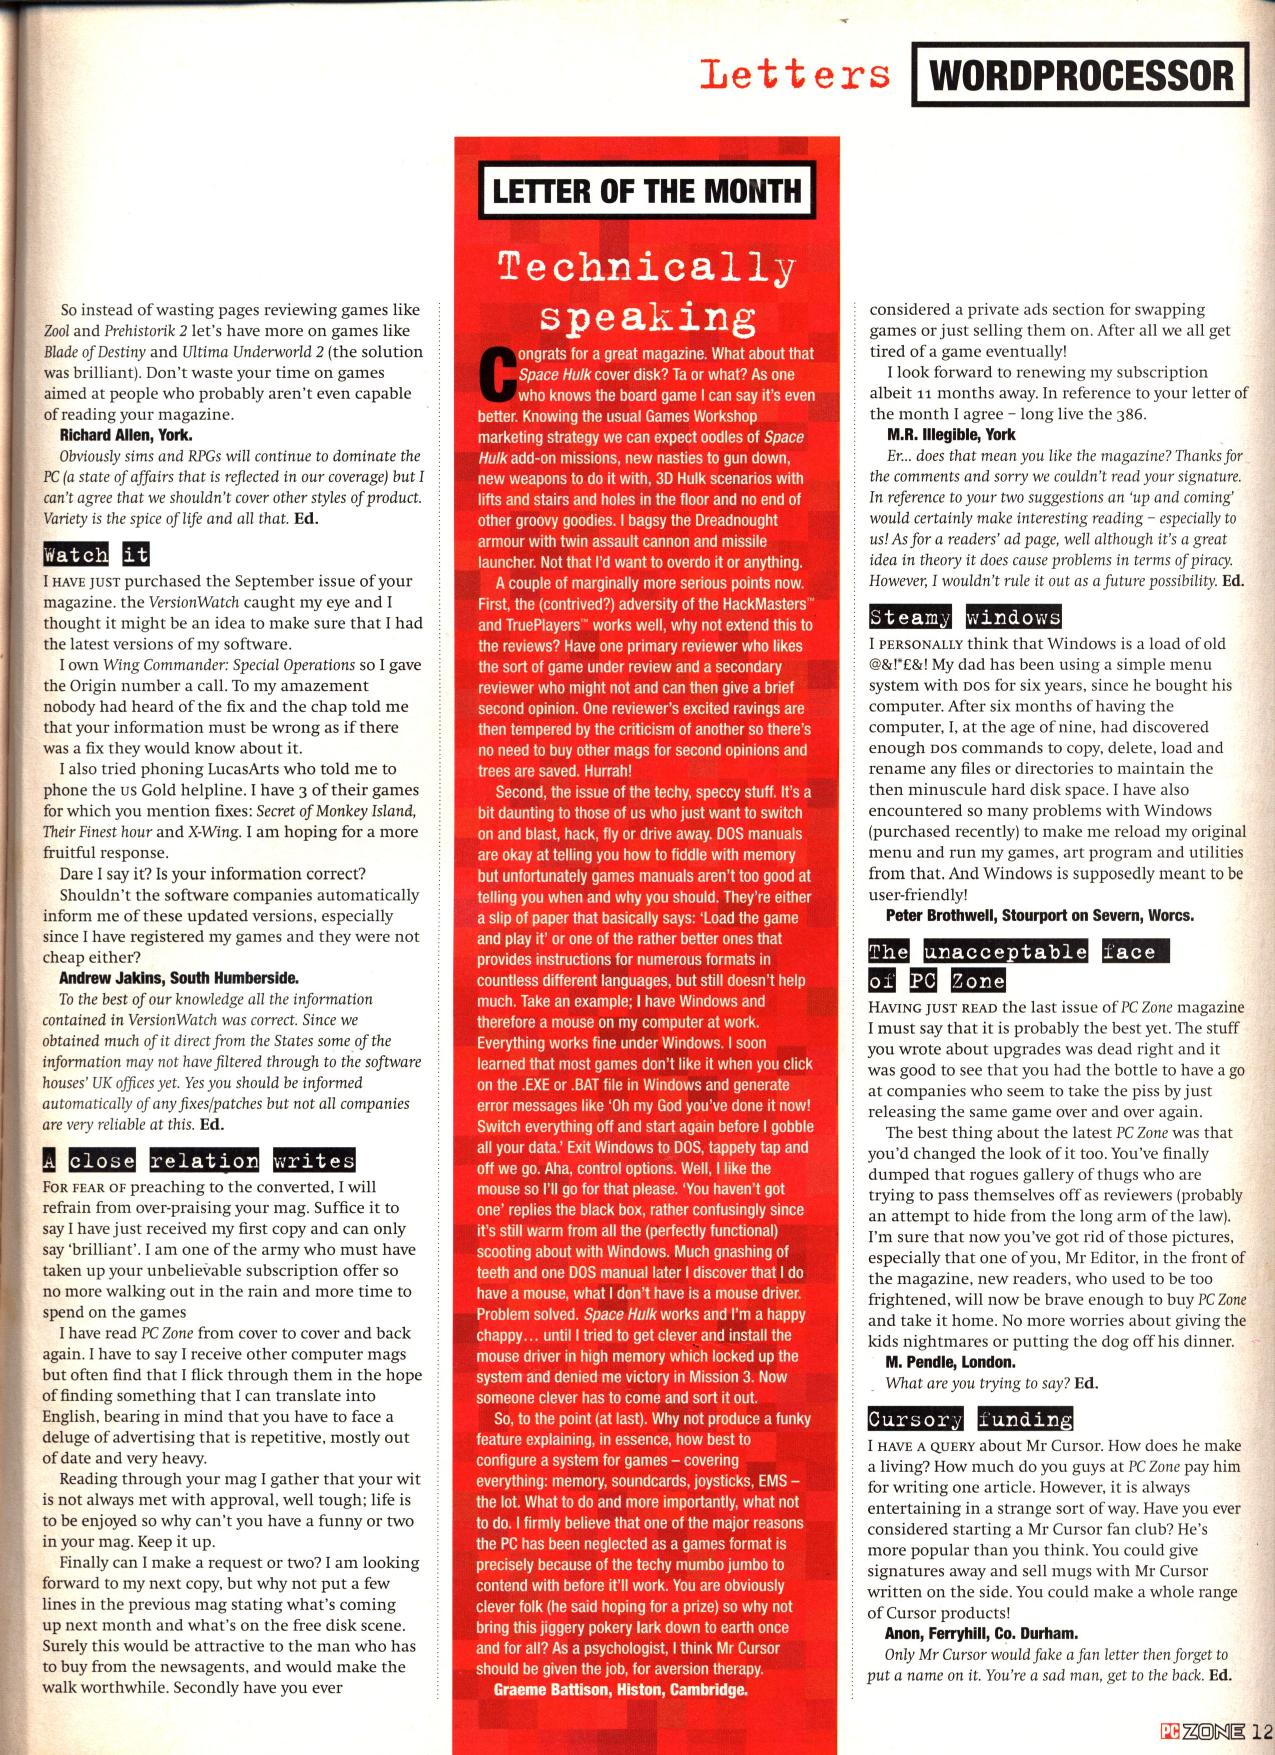 Letters WORDPROCESSOR
So instead of wasting pages reviewing games like
Zool and Prehistorik 2 let's have more on games like
Blade of Destiny and Ultima Underworld 2 (the solution
was brilliant). Don't waste your time on games
aimed at people who probably aren't even capable
of reading your magazine.
Richard Allen, York.
Obviously sims and RPGs will continue to dominate the
PC (a state of affairs that is reflected in our coverage) but I
can't agree that we shouldn't cover other styles of product.
Variety is the spice of life and all that. Ed.
Watch it
I HAVE JUST purchased the September issue of your
magazine. the VersionWatch caught my eye and I
thought it might be an idea to make sure that I had
the latest versions of my software.
I own Wing Commander: Special Operations so I gave
the Origin number a call. To my amazement
nobody had heard of the fix and the chap told me
that your information must be wrong as if there
was a fix they would know about it.
I also tried phoning LucasArts who told me to
phone the US Gold helpline. I have 3 of their games
for which you mention fixes: Secret of Monkey Island,
Their Finest hour and X-Wing. I am hoping for a more
fruitful response.
Dare I say it? Is your information correct?
Shouldn't the software companies automatically
inform me of these updated versions, especially
since I have registered my games and they were not
cheap either?
Andrew Jakins, South Humberside.
To the best of our knowledge all the information
contained in VersionWatch was correct. Since we
obtained much of it direct from the States some of the
information may not have filtered through to the software
houses' UK offices yet. Yes you should be informed
automatically of any fixes/patches but not all companies
are very reliable at this. Ed.
A close relation writes
FOR FEAR OF preaching to the converted, I will
refrain from over-praising your mag. Suffice it to
say I have just received my first copy and can only
say 'brilliant'. I am one of the army who must have
taken up your unbelievable subscription offer so
no more walking out in the rain and more time to
spend on the games
I have read PC Zone from cover to cover and back
again. I have to say I receive other computer mags
but often find that I flick through them in the hope
of finding something that I can translate into
English, bearing in mind that you have to face a
deluge of advertising that is repetitive, mostly out
of date and very heavy.
Reading through your mag I gather that your wit
is not always met with approval, well tough; life is
to be enjoyed so why can't you have a funny or two
in your mag. Keep it up.
Finally can I make a request or two? I am looking
forward to my next copy, but why not put a few
lines in the previous mag stating what's coming
up next month and what's on the free disk scene.
Surely this would be attractive to the man who has
to buy from the newsagents, and would make the
walk worthwhile. Secondly have you ever
LETTER OF THE MONTH
Technically
speaking
Congrats for a great magazine. What about that
Space Hulk cover disk? Ta or what? As one
who knows the board game I can say it's even
better. Knowing the usual Games Workshop
marketing strategy we can expect oodles of Space
Hulk add-on missions, new nasties to gun down,
new weapons to do it with, 3D Hulk scenarios with
lifts and stairs and holes in the floor and no end of
other groovy goodies. I bagsy the Dreadnought
armour with twin assault cannon and missile
launcher. Not that I'd want to overdo it or anything.
A couple of marginally more serious points now.
First, the (contrived?) adversity of the HackMasters™
and TruePlayers™ works well, why not extend this to
the reviews? Have one primary reviewer who likes
the sort of game under review and a secondary
reviewer who might not and can then give a brief
second opinion. One reviewer's excited ravings are
then tempered by the criticism of another so there's
no need to buy other mags for second opinions and
trees are saved. Hurrah!
Second, the issue of the techy, speccy stuff. It's a
bit daunting to those of us who just want to switch
on and blast, hack, fly or drive away. DOS manuals
are okay at telling you how to fiddle with memory
but unfortunately games manuals aren't too good at
telling you when and why you should. They're either
a slip of paper that basically says: 'Load the game
and play it' or one of the rather better ones that
provides instructions for numerous formats in
countless different languages, but still doesn't help
much. Take an example; I have Windows and
therefore a mouse on my computer at work.
Everything works fine under Windows. I soon
learned that most games don't like it when you click
on the .EXE or .BAT file in Windows and generate
error messages like 'Oh my God you've done it now!
Switch everything off and start again before I gobble
all your data.' Exit Windows to DOS, tappety tap and
off we go. Aha, control options. Well, I like the
mouse so I'll go for that please. 'You haven't got
one' replies the black box, rather confusingly since
it's still warm from all the (perfectly functional)
scooting about with Windows. Much gnashing of
teeth and one DOS manual later I discover that I do
have a mouse, what I don't have is a mouse driver.
Problem solved. Space Hulk works and I'm a happy
chappy... until I tried to get clever and install the
mouse driver in high memory which locked up the
system and denied me victory in Mission 3. Now
someone clever has to come and sort it out.
So, to the point (at last). Why not produce a funky
feature explaining, in essence, how best to
configure a system for games – covering
everything: memory, soundcards, joysticks, EMS –
the lot. What to do and more importantly, what not
to do. I firmly believe that one of the major reasons
the PC has been neglected as a games format is
precisely because of the techy mumbo jumbo to
contend with before it'll work. You are obviously
clever folk (he said hoping for a prize) so why not
bring this jiggery pokery lark down to earth once
and for all? As a psychologist, I think Mr Cursor
should be given the job, for aversion therapy.
Graeme Battison, Histon, Cambridge.
considered a private ads section for swapping
games or just selling them on. After all we all get
tired of a game eventually!
I look forward to renewing my subscription
albeit 11 months away. In reference to your letter of
the month I agree – long live the 386.
M.R. Illegible, York
Er... does that mean you like the magazine? Thanks for
the comments and sorry we couldn't read your signature.
In reference to your two suggestions an 'up and coming'
would certainly make interesting reading – especially to
us! As for a readers' ad page, well although it's a great
idea in theory it does cause problems in terms of piracy.
However, I wouldn't rule it out as a future possibility. Ed.
Steamy windows
I PERSONALLY think that Windows is a load of old
@&!*£&! My dad has been using a simple menu
system with DOS for six years, since he bought his
computer. After six months of having the
computer, I, at the age of nine, had discovered
enough DOS commands to copy, delete, load and
rename any files or directories to maintain the
then minuscule hard disk space. I have also
encountered so many problems with Windows
(purchased recently) to make me reload my original
menu and run my games, art program and utilities
from that. And Windows is supposedly meant to be
user-friendly!
Peter Brothwell, Stourport on Severn, Worcs.
The unacceptable face
of PC Zone
HAVING JUST READ the last issue of PC Zone magazine
I must say that it is probably the best yet. The stuff
you wrote about upgrades was dead right and it
was good to see that you had the bottle to have a go
at companies who seem to take the piss by just
releasing the same game over and over again.
The best thing about the latest PC Zone was that
you'd changed the look of it too. You've finally
dumped that rogues gallery of thugs who are
trying to pass themselves off as reviewers (probably
an attempt to hide from the long arm of the law).
I'm sure that now you've got rid of those pictures,
especially that one of you, Mr Editor, in the front of
the magazine, new readers, who used to be too
frightened, will now be brave enough to buy PC Zone
and take it home. No more worries about giving the
kids nightmares or putting the dog off his dinner.
M. Pendle, London.
What are you trying to say? Ed.
Cursory funding
I HAVE A QUERY about Mr Cursor. How does he make
a living? How much do you guys at PC Zone pay him
for writing one article. However, it is always
entertaining in a strange sort of way. Have you ever
considered starting a Mr Cursor fan club? He's
more popular than you think. You could give
signatures away and sell mugs with Mr Cursor
written on the side. You could make a whole range
of Cursor products!
Anon, Ferryhill, Co. Durham.
Only Mr Cursor would fake a fan letter then forget to
put a name on it. You're a sad man, get to the back. Ed.
PC ZONE 12